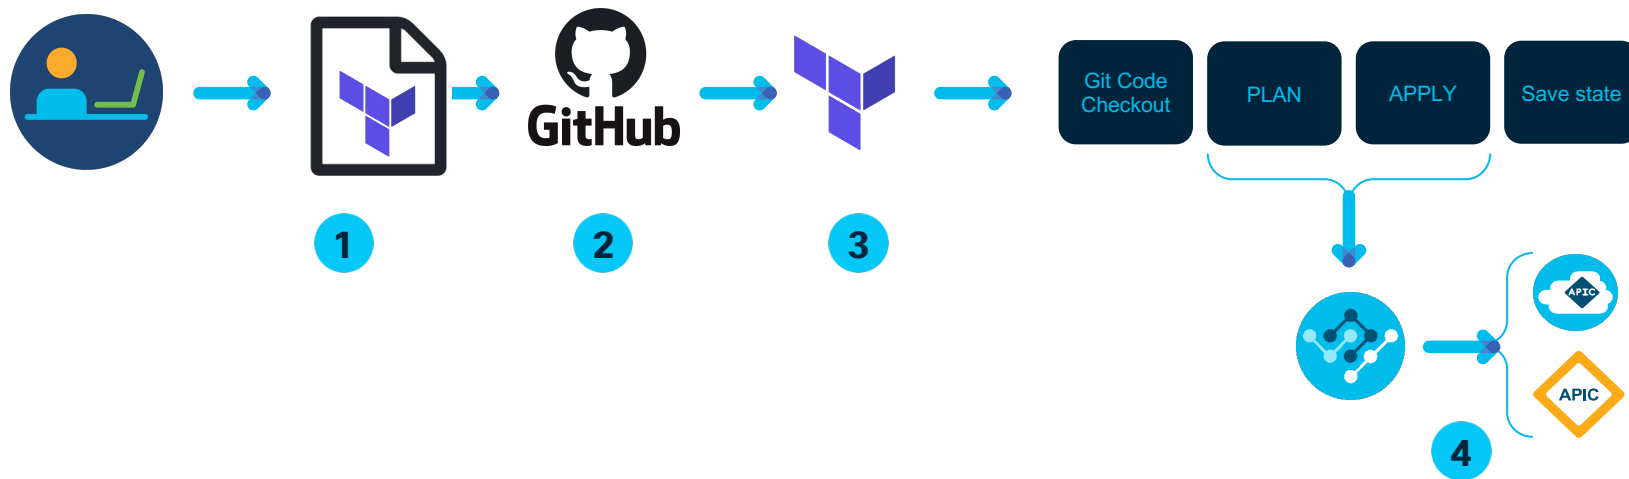 GitHub
Git Code
Checkout
PLAN
APPLY
Save state
1
2
3
APIC
APIC
4